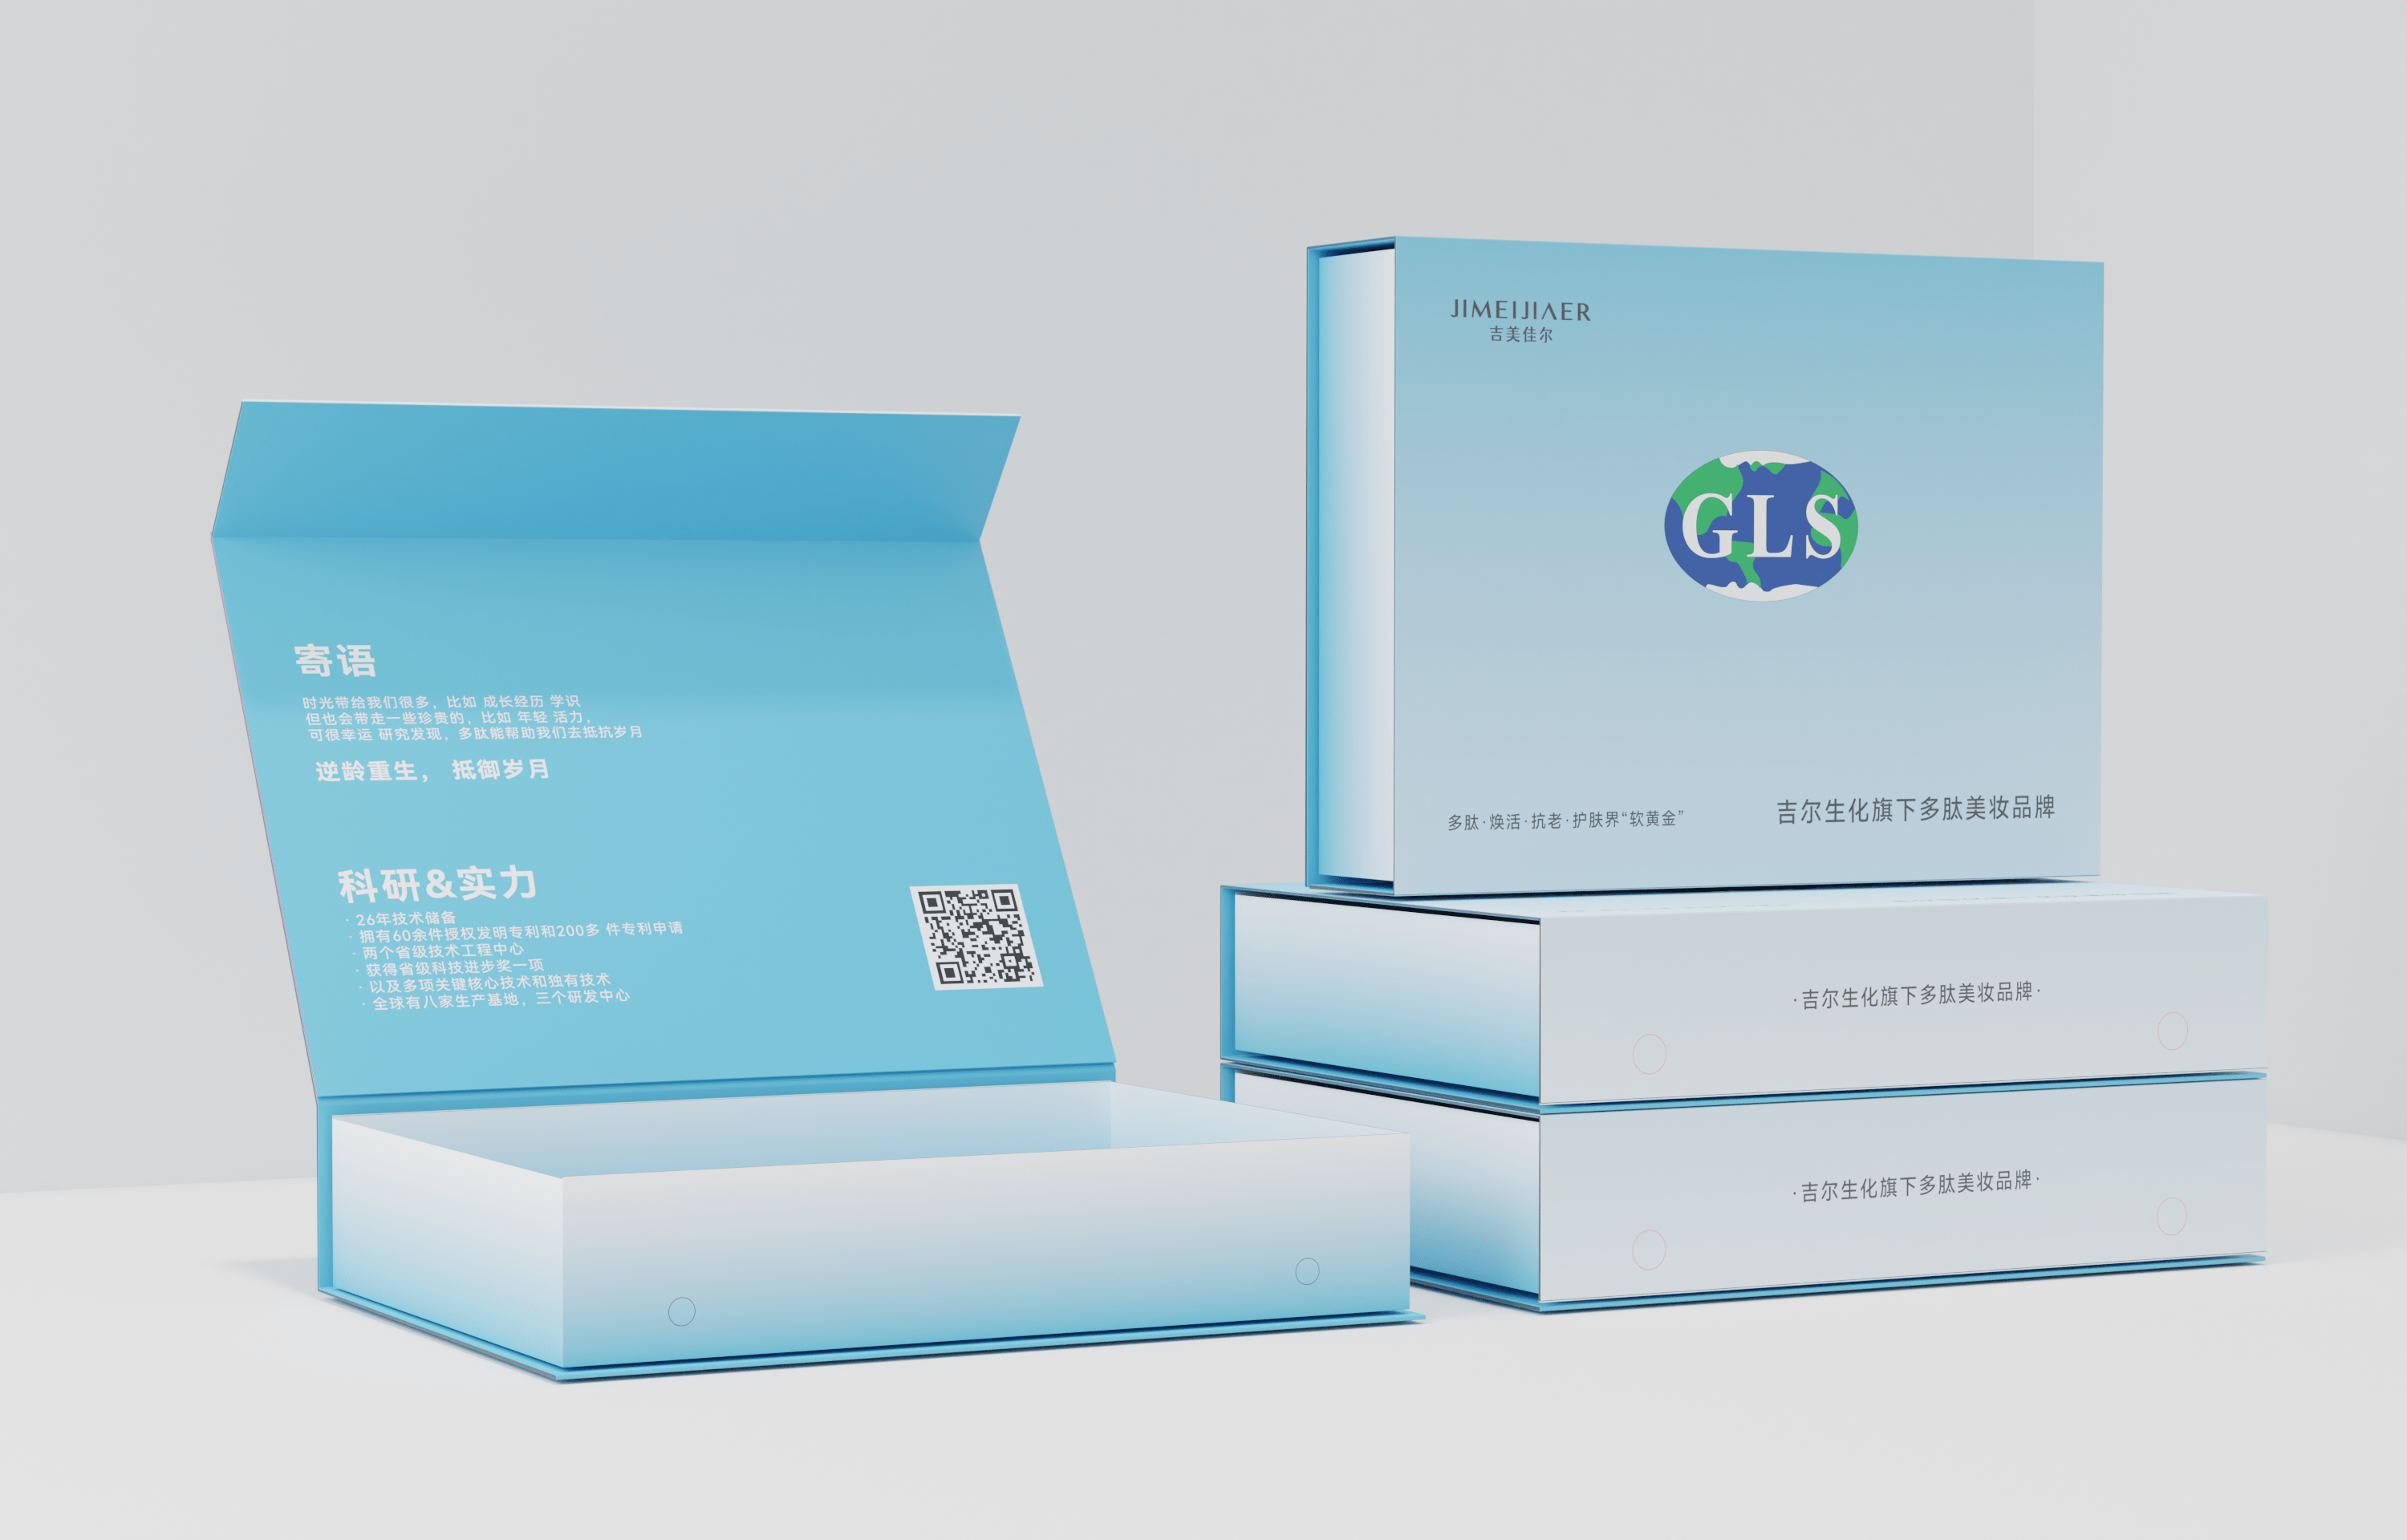 寄语
时光带给我们很多，比如 成长经历 学识
但也会带走一些珍贵的，比如 年轻 活力，
可很幸运 研究发现，多肽能帮助我们去抵抗岁月
逆龄重生， 抵御岁月
科研&实力
· 26年技术储备
· 拥有60余件授权发明专利和200多 件专利申请
· 两个省级技术工程中心
· 获得省级科技进步奖一项
· 以及多项关键核心技术和独有技术
· 全球有八家生产基地，三个研发中心
JIMEIJIAER
吉美佳尔
GLS
多肽·焕活·抗老·护肤界“软黄金”
吉尔生化旗下多肽美妆品牌
·吉尔生化旗下多肽美妆品牌·
·吉尔生化旗下多肽美妆品牌·